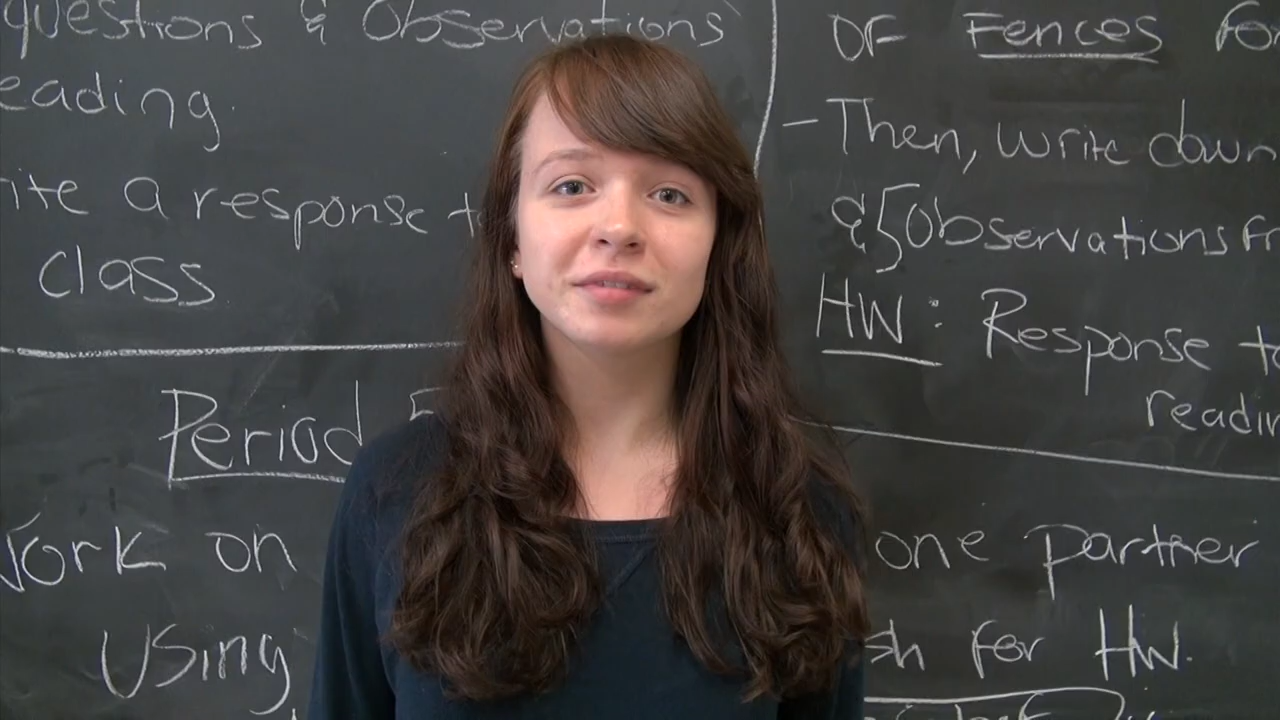 questions & Observations
eading.
ite a response to
class
Period 5
Work on
Using
OF Fences for
- Then, write down
& Observations fr
HW: Response to
readin
one partner
sh for HW.